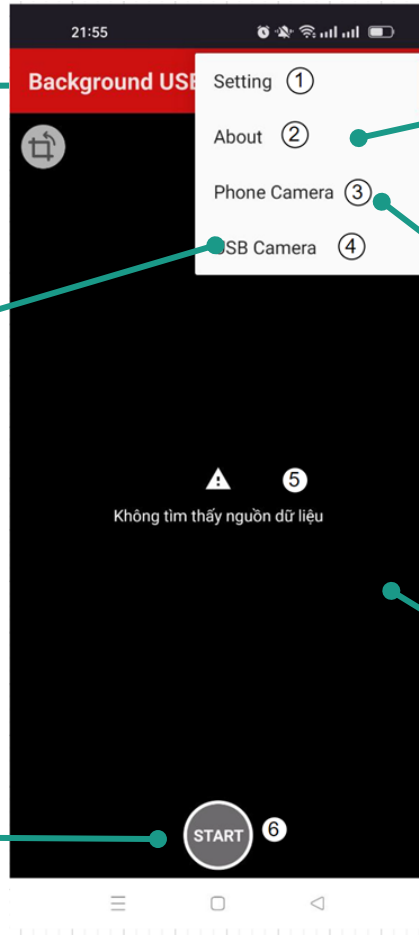 21:55
Background USB
Setting 1
About 2
Phone Camera 3
USB Camera 4
5
Không tìm thấy nguồn dữ liệu
START 6